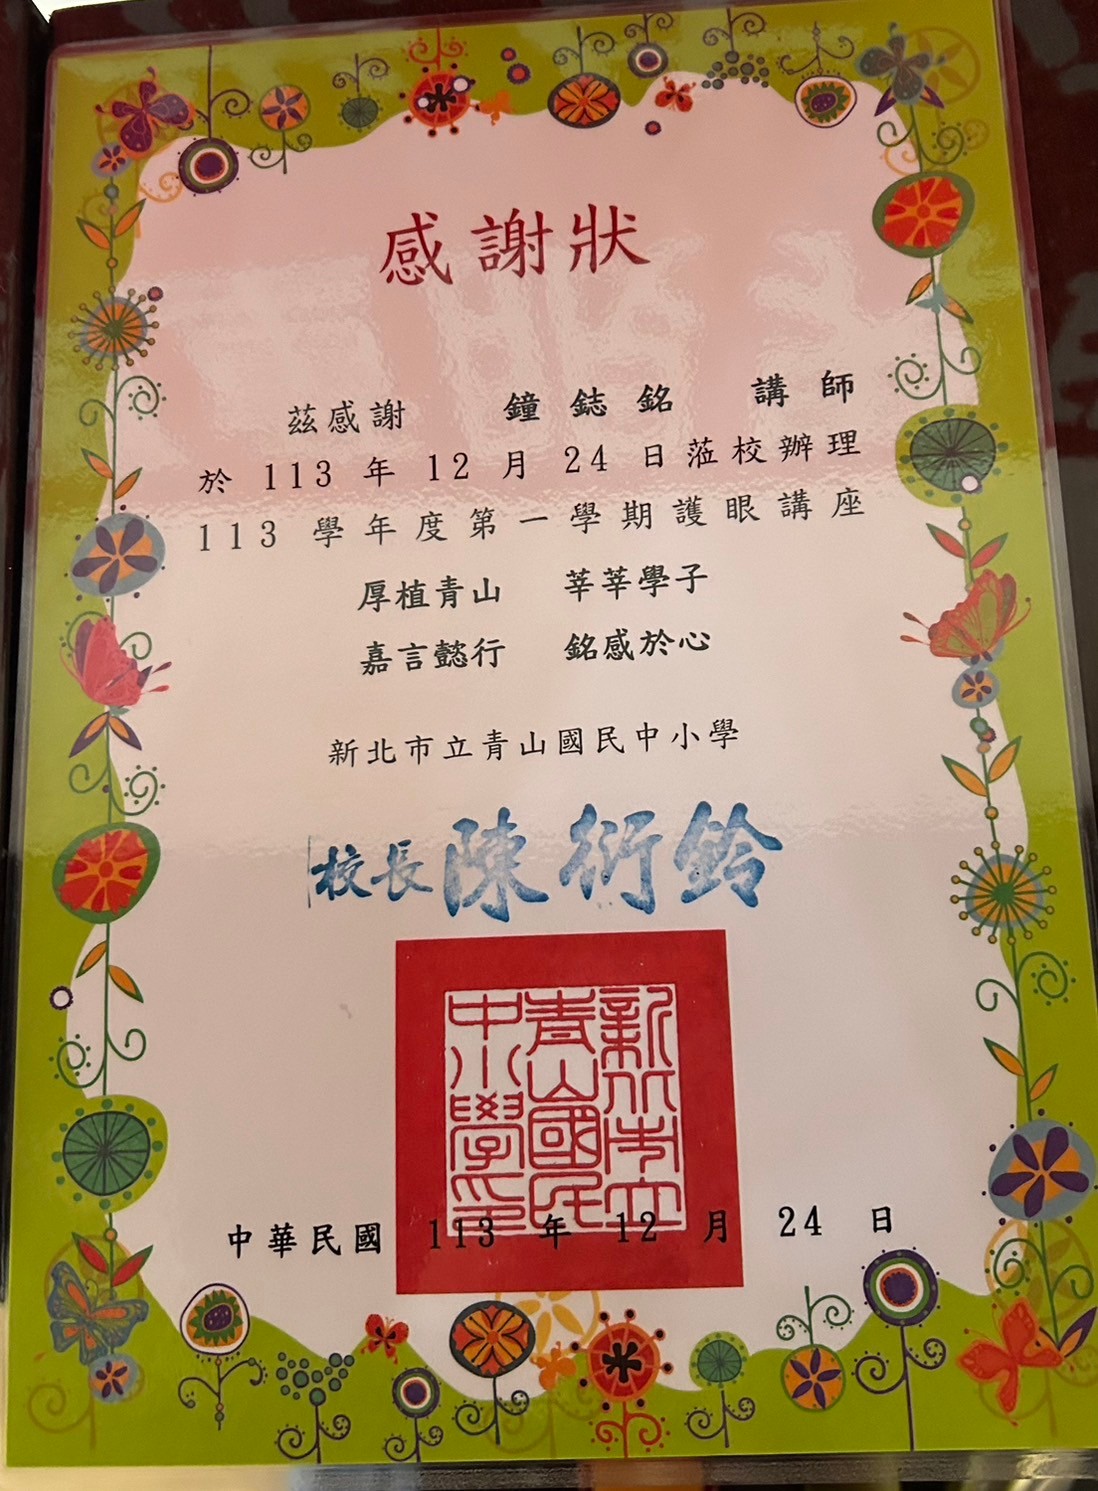 感謝狀
茲感謝 鐘鋕銘 講師
於 113 年 12 月 24 日蒞校辦理
113 學年度第一學期護眼講座
厚植青山 莘莘學子
嘉言懿行 銘感於心
新北市立青山國民中小學
校長陳衍鈴
新北市立
青山國民
中小學印
中華民國 113 年 12 月 24 日